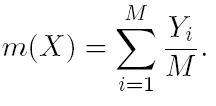 m(X) = \sum_{i=1}^{M} \frac{Y_i}{M}.